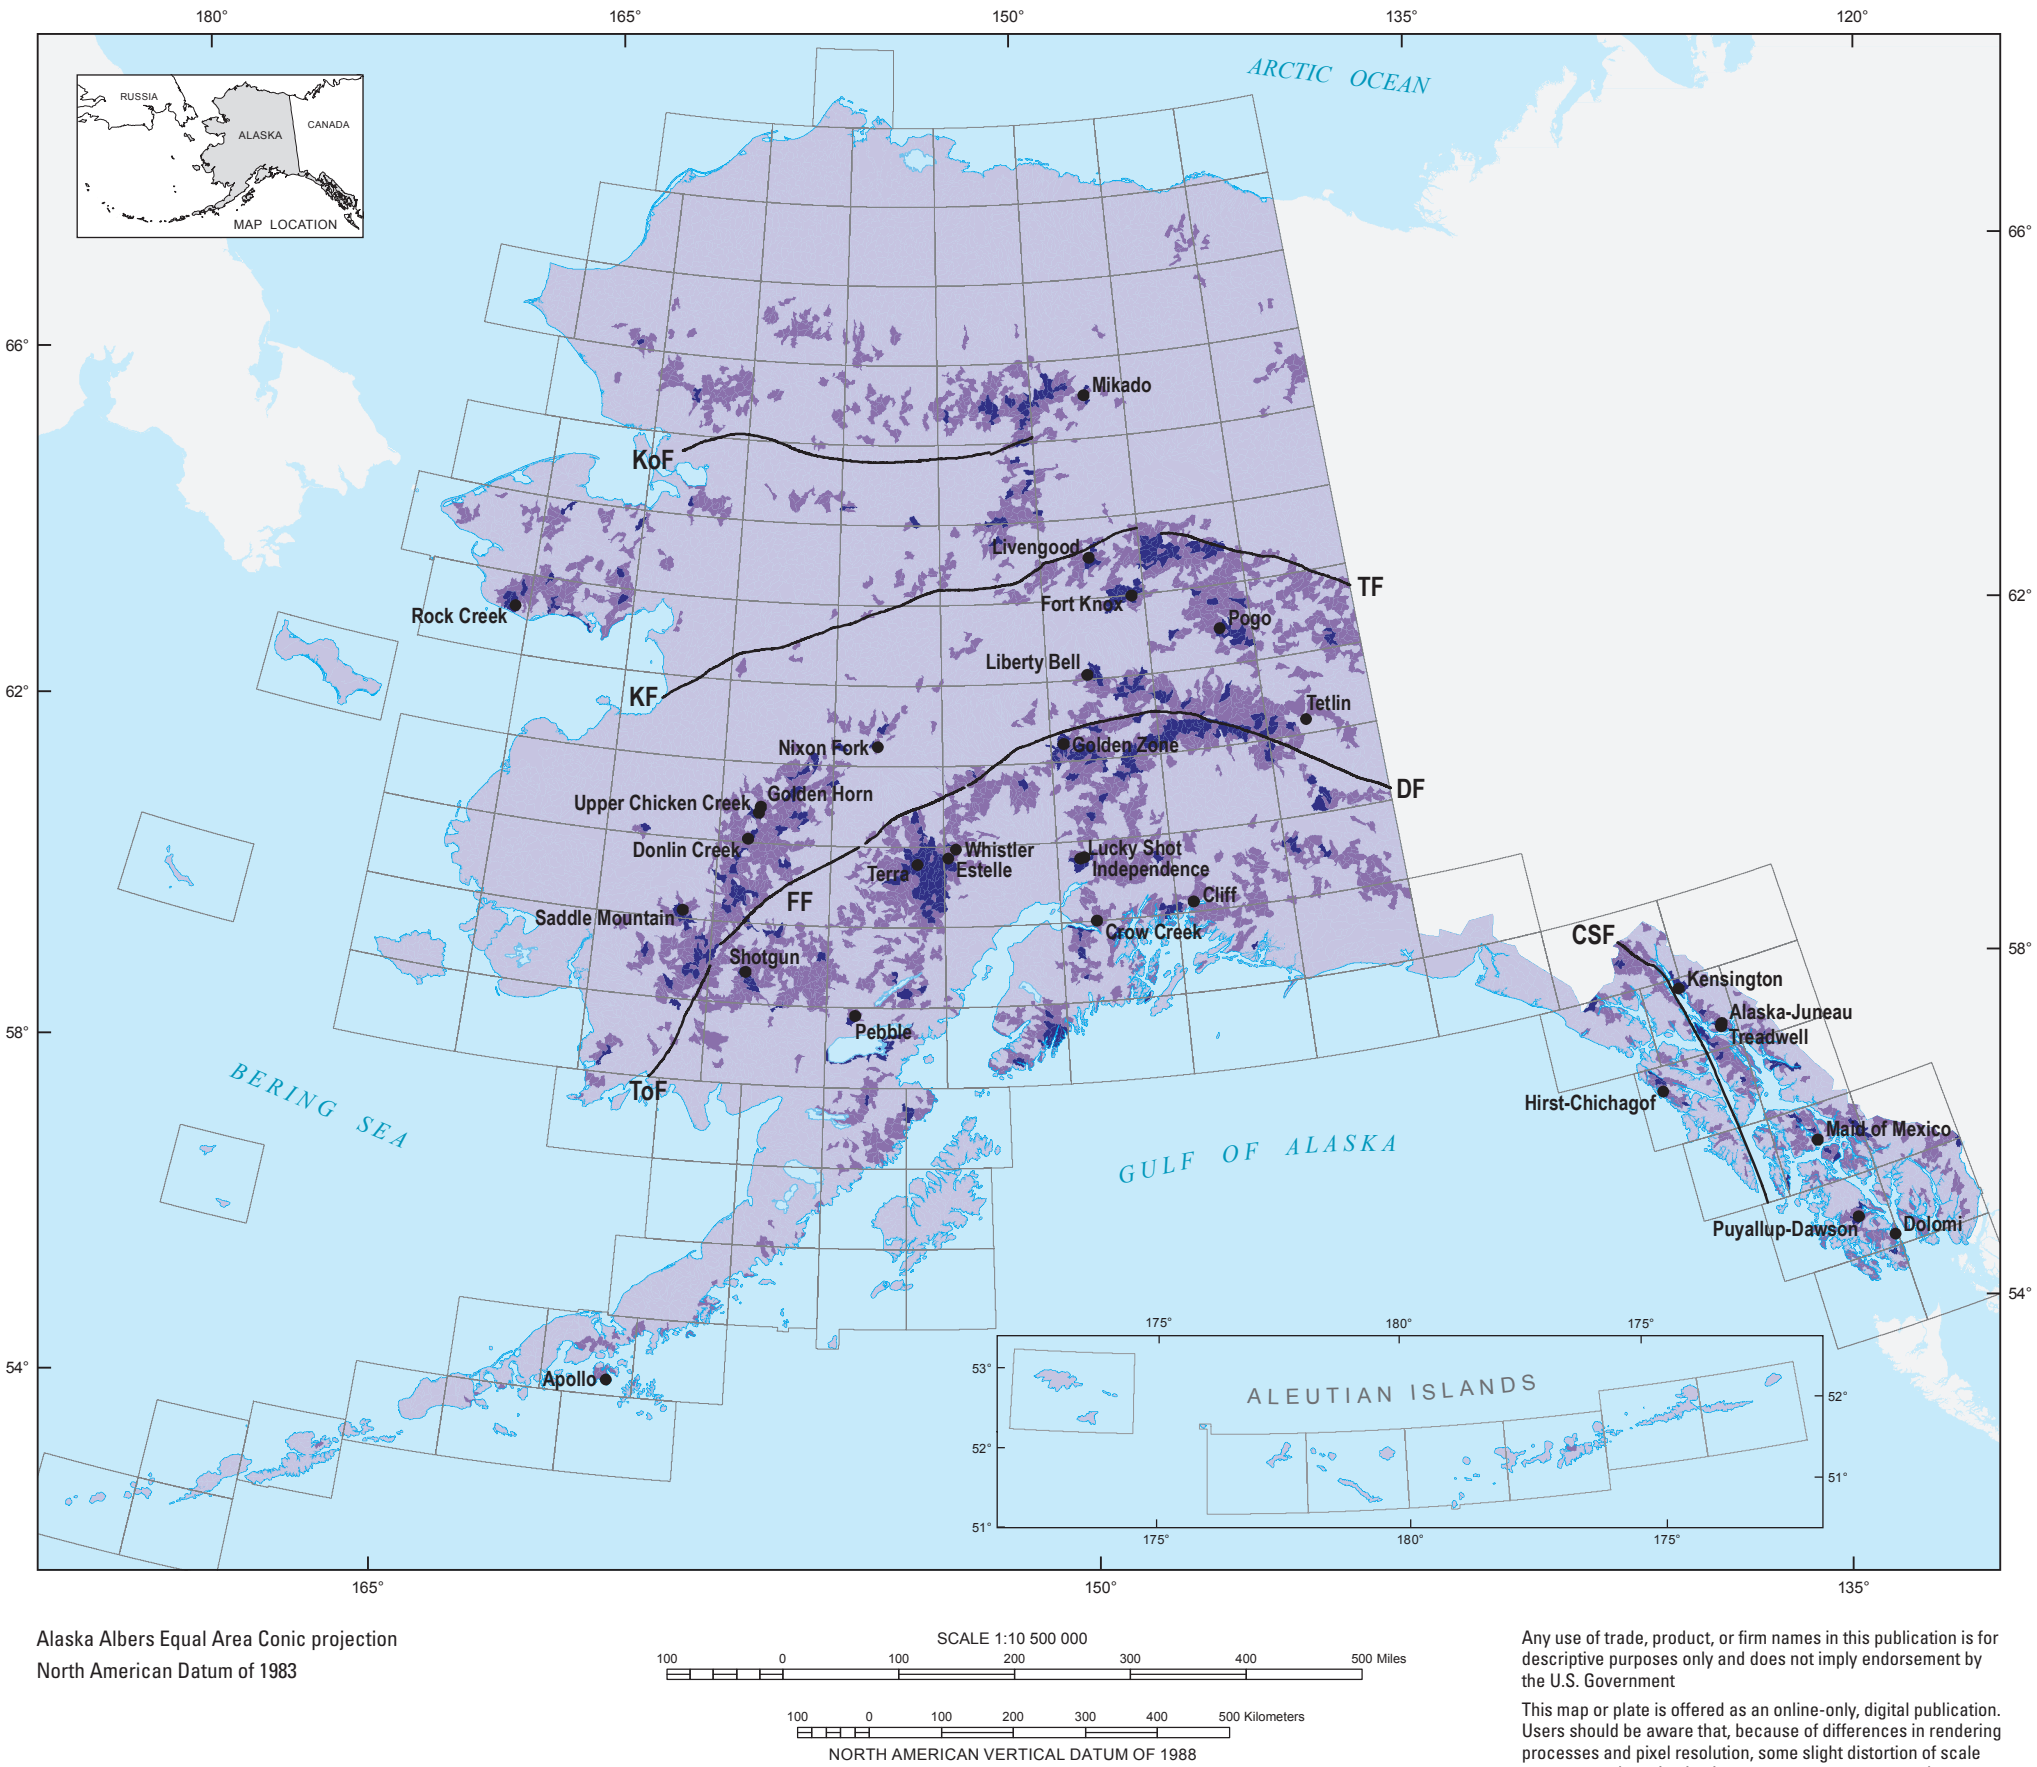 180°
165°
150°
135°
120°
ARCTIC OCEAN
RUSSIA
ALASKA
CANADA
MAP LOCATION
66°
66°
Mikado
KoF
Livengood
TF
Fort Knox
62°
Rock Creek
Pogo
Liberty Bell
62°
KF
Tetlin
Nixon Fork
Golden Zone
DF
Upper Chicken Creek
Golden Horn
Donlin Creek
Whistler
Lucky Shot
Terra
Estelle
Independence
FF
Cliff
Saddle Mountain
Crow Creek
CSF
58°
Shotgun
Kensington
Alaska-Juneau
58°
Pebble
Treadwell
BERING SEA
ToF
Hirst-Chichagof
GULF OF ALASKA
Maid of Mexico
Puyallup-Dawson
Dolomi
54°
175°
180°
175°
54°
Apollo
53°
ALEUTIAN ISLANDS
52°
52°
51°
51°
175°
180°
175°
165°
150°
135°
Alaska Albers Equal Area Conic projection
North American Datum of 1983
SCALE 1:10 500 000
100 0 100 200 300 400 500 Miles
100 0 100 200 300 400 500 Kilometers
NORTH AMERICAN VERTICAL DATUM OF 1988
Any use of trade, product, or firm names in this publication is for
descriptive purposes only and does not imply endorsement by
the U.S. Government
This map or plate is offered as an online-only, digital publication.
Users should be aware that, because of differences in rendering
processes and pixel resolution, some slight distortion of scale